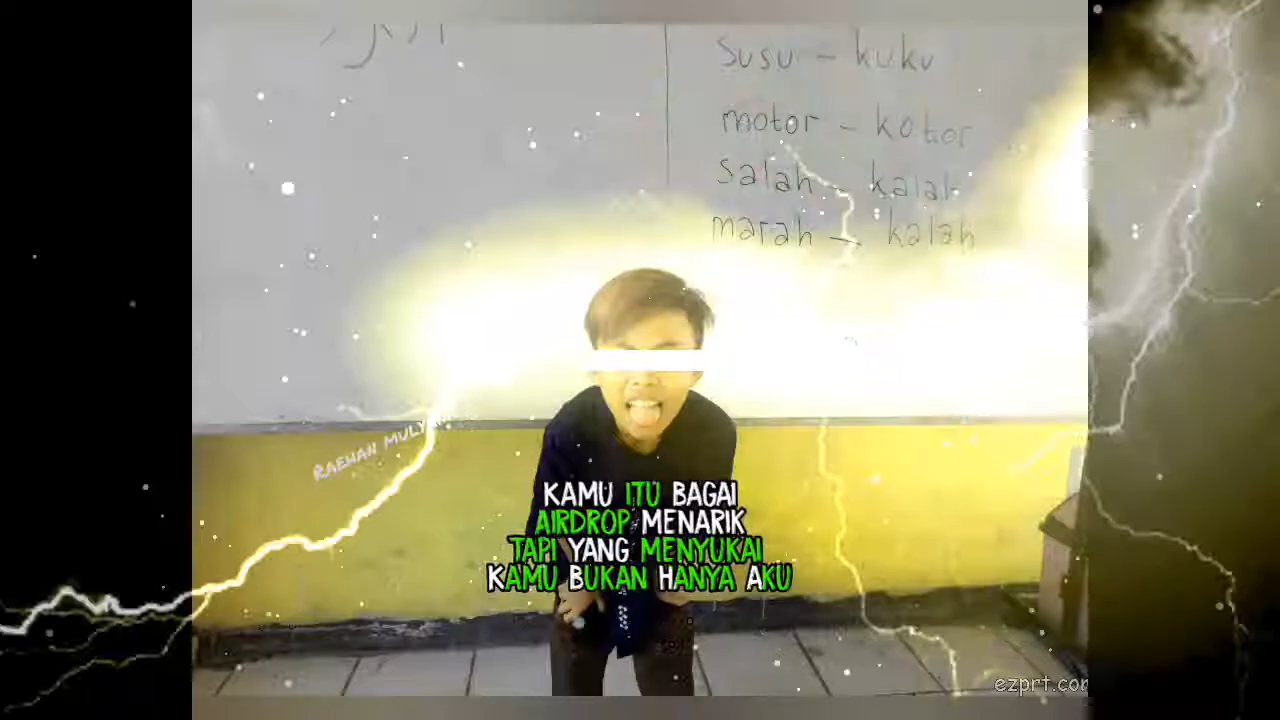 susu - kuku
motor - kotor
salah - kalah
marah - kalah
RAEHAN
KAMU ITU BAGAI
AIRDROP MENARIK
TAPI YANG MENYUKAI
KAMU BUKAN HANYA AKU
ezprt.com